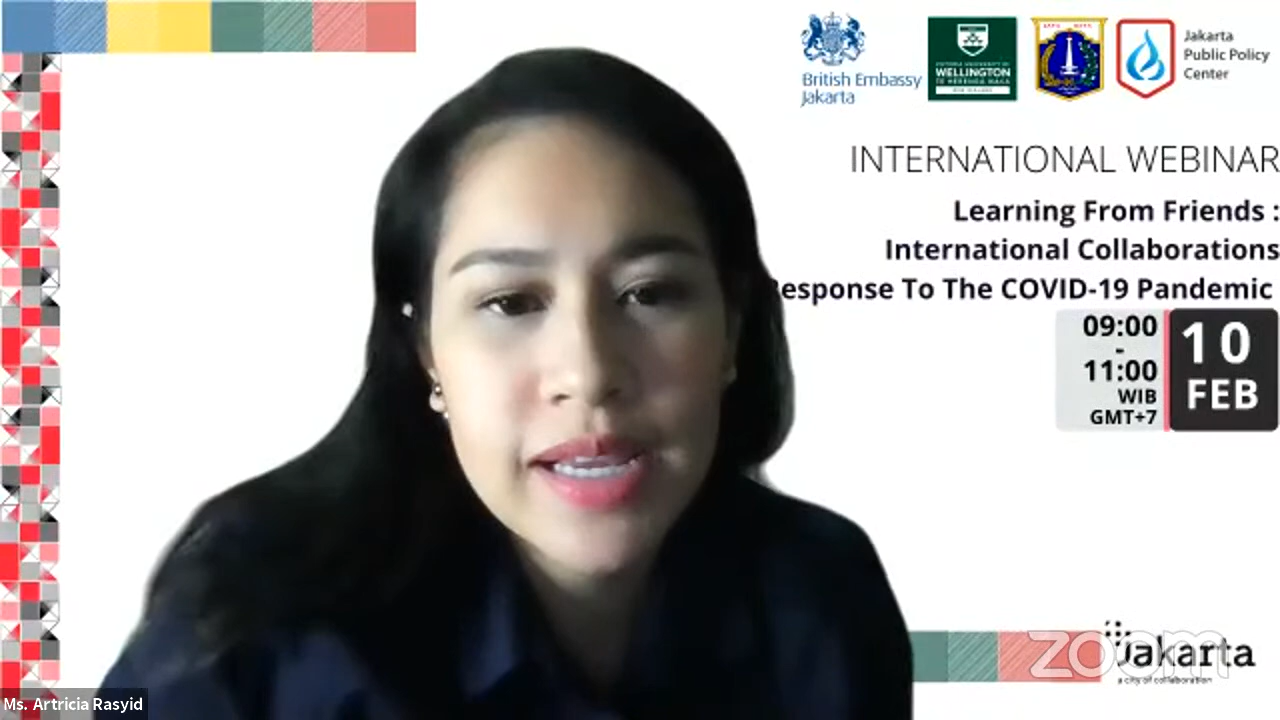 British Embassy
Jakarta
WELLINGTON
Jakarta
Public Policy
Center
INTERNATIONAL WEBINAR
Learning From Friends :
International Collaborations
Response To The COVID-19 Pandemic
09:00
-
11:00
WIB
GMT+7
10
FEB
zoom
Jakarta
a city of collaboration
Ms. Artricia Rasyid